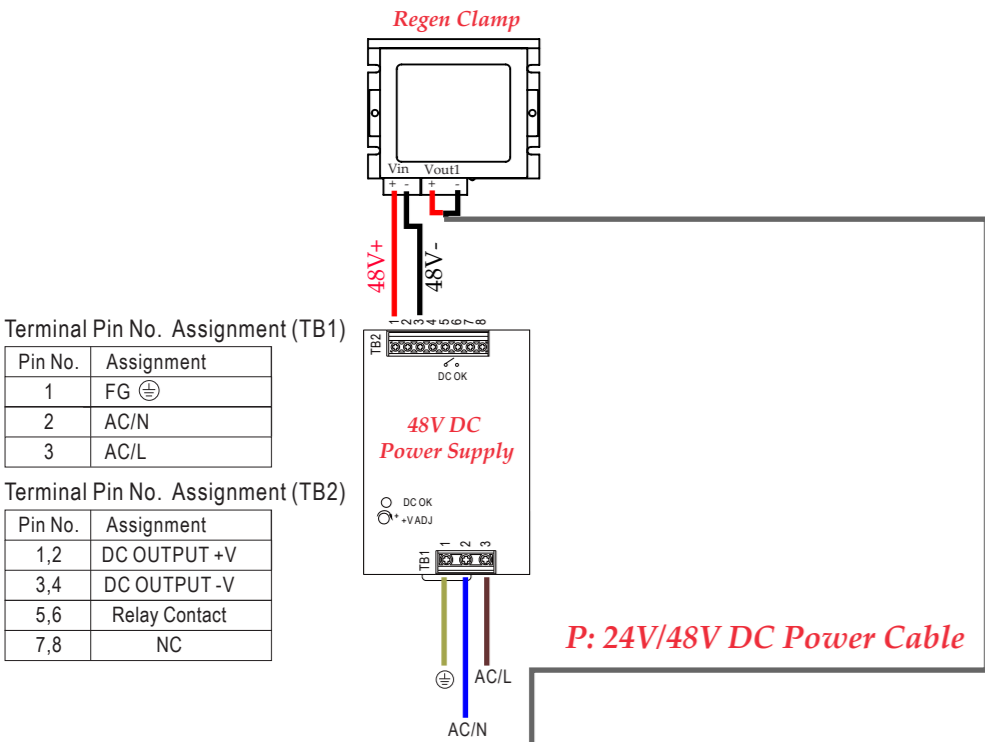 Regen Clamp
Vin Vout1
+ - + -
48V+
48V-
Terminal Pin No. Assignment (TB1)
Pin No. Assignment
1 FG
2 AC/N
3 AC/L
Terminal Pin No. Assignment (TB2)
Pin No. Assignment
1,2 DC OUTPUT +V
3,4 DC OUTPUT -V
5,6 Relay Contact
7,8 NC
1 2 3 4 5 6 7 8
TB2
DC OK
48V DC
Power Supply
DC OK
+ +V ADJ
TB1
1 2 3
AC/L
AC/N
P: 24V/48V DC Power Cable